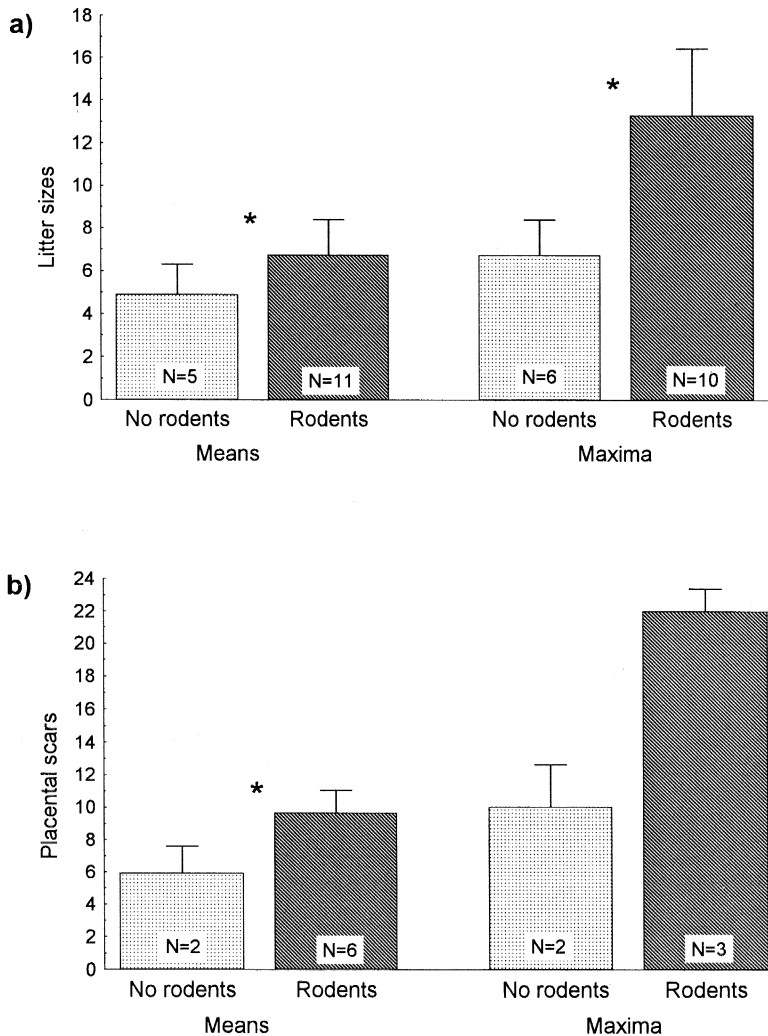 a)
18
16
14
12
10
8
6
4
2
0
Litter sizes
*
*
N=5
N=11
N=6
N=10
No rodents Rodents No rodents Rodents
Means Maxima
b)
24
22
20
18
16
14
12
10
8
6
4
2
0
Placental scars
*
N=2
N=6
N=2
N=3
No rodents Rodents No rodents Rodents
Means Maxima